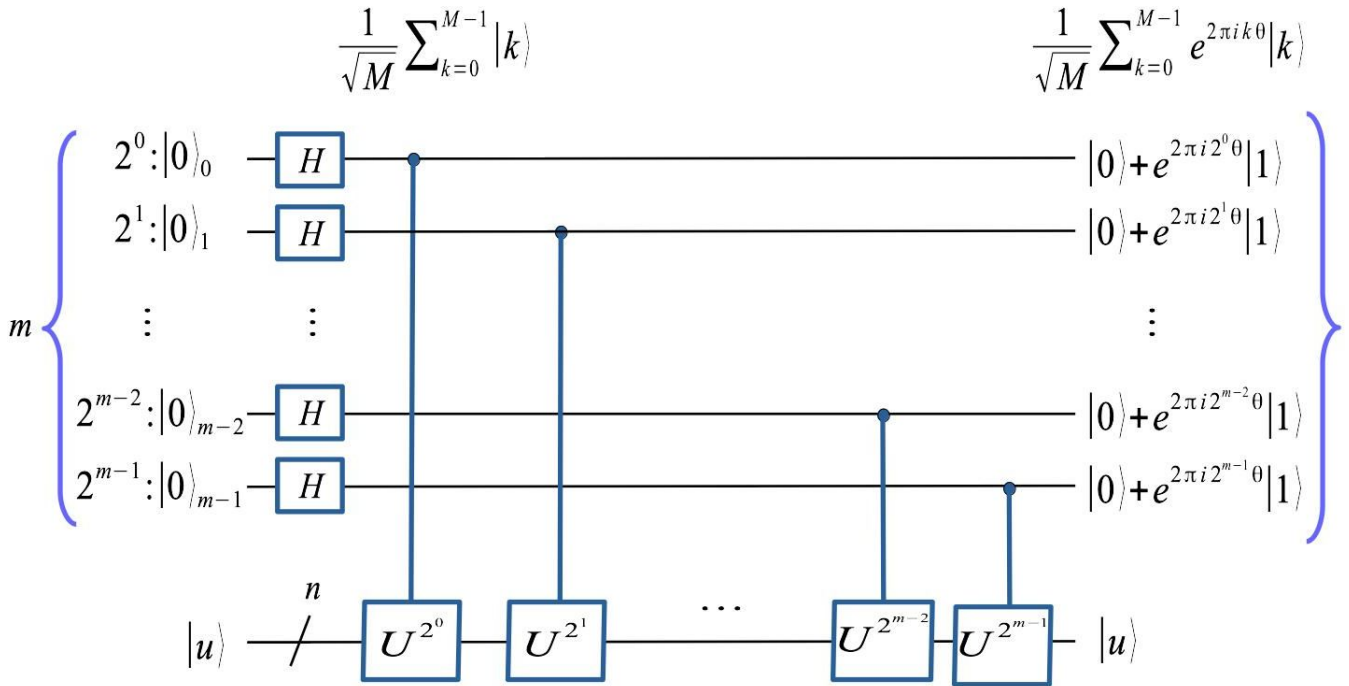 1/√M ∑_{k=0}^{M−1} |k⟩ 1/√M ∑_{k=0}^{M−1} e^{2πikθ}|k⟩
2^0:|0⟩_0 H |0⟩+e^{2πi2^0θ}|1⟩
2^1:|0⟩_1 H |0⟩+e^{2πi2^1θ}|1⟩
m ⋮ ⋮ ⋮
2^{m−2}:|0⟩_{m−2} H |0⟩+e^{2πi2^{m−2}θ}|1⟩
2^{m−1}:|0⟩_{m−1} H |0⟩+e^{2πi2^{m−1}θ}|1⟩
n
|u⟩ U^{2^0} U^{2^1} ⋯ U^{2^{m−2}} U^{2^{m−1}} |u⟩